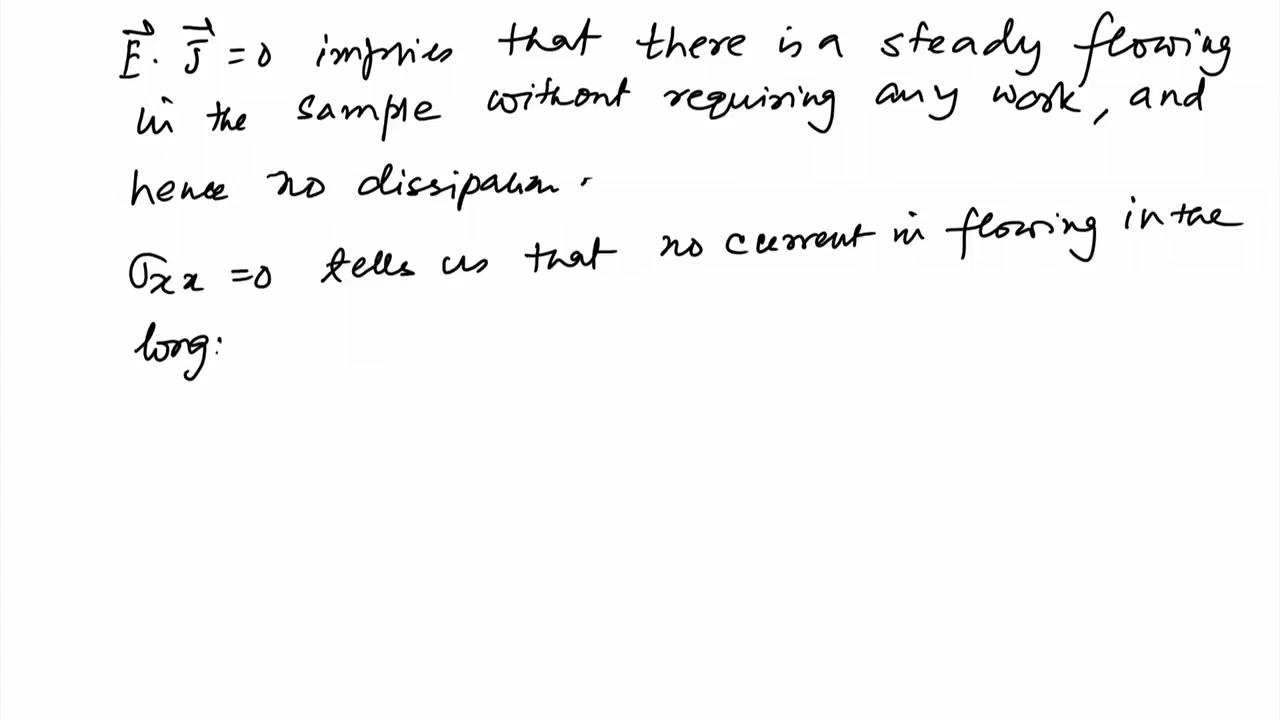 E⃗. J⃗ = 0 implies that there is a steady flowing
in the sample without requiring any work, and
hence no dissipation.
σxx = 0 tells us that no current is flowing in the
long: